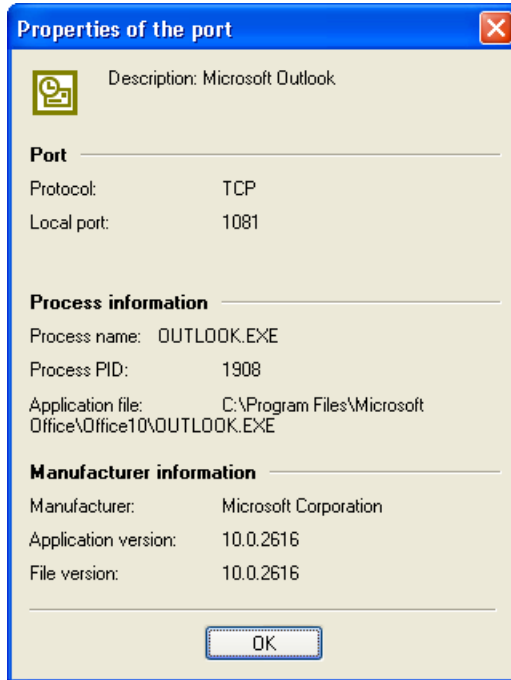 Properties of the port
Description: Microsoft Outlook
Port
Protocol: TCP
Local port: 1081
Process information
Process name: OUTLOOK.EXE
Process PID: 1908
Application file: C:\Program Files\Microsoft
Office\Office10\OUTLOOK.EXE
Manufacturer information
Manufacturer: Microsoft Corporation
Application version: 10.0.2616
File version: 10.0.2616
OK